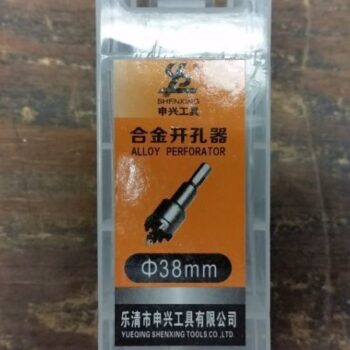 SHENXING
申兴工具
合金开孔器
ALLOY PERFORATOR
Φ38mm
乐清市申兴工具有限公司
YUEQING SHENXING TOOLS CO.,LTD.